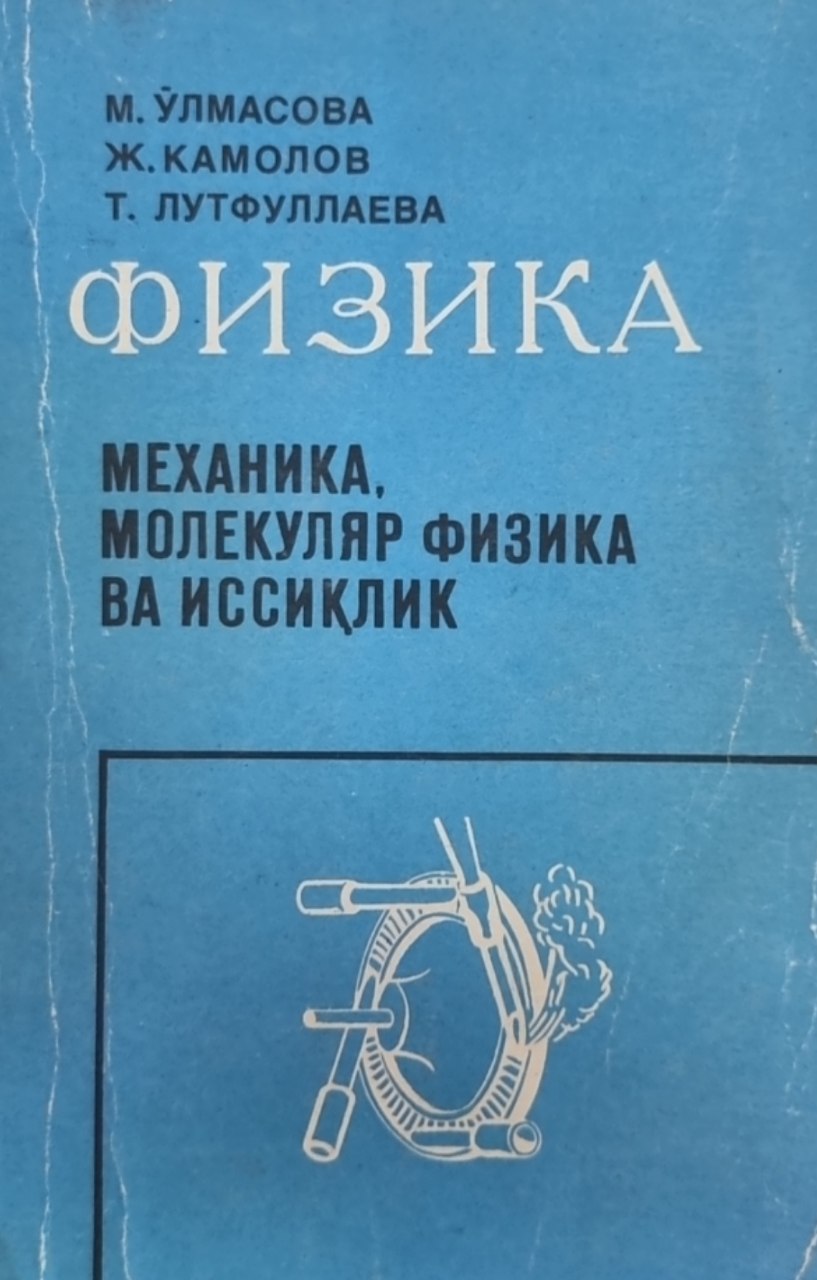 М. ЎЛМАСОВА
Ж. КАМОЛОВ
Т. ЛУТФУЛЛАЕВА
ФИЗИКА
МЕХАНИКА,
МОЛЕКУЛЯР ФИЗИКА
ВА ИССИҚЛИК